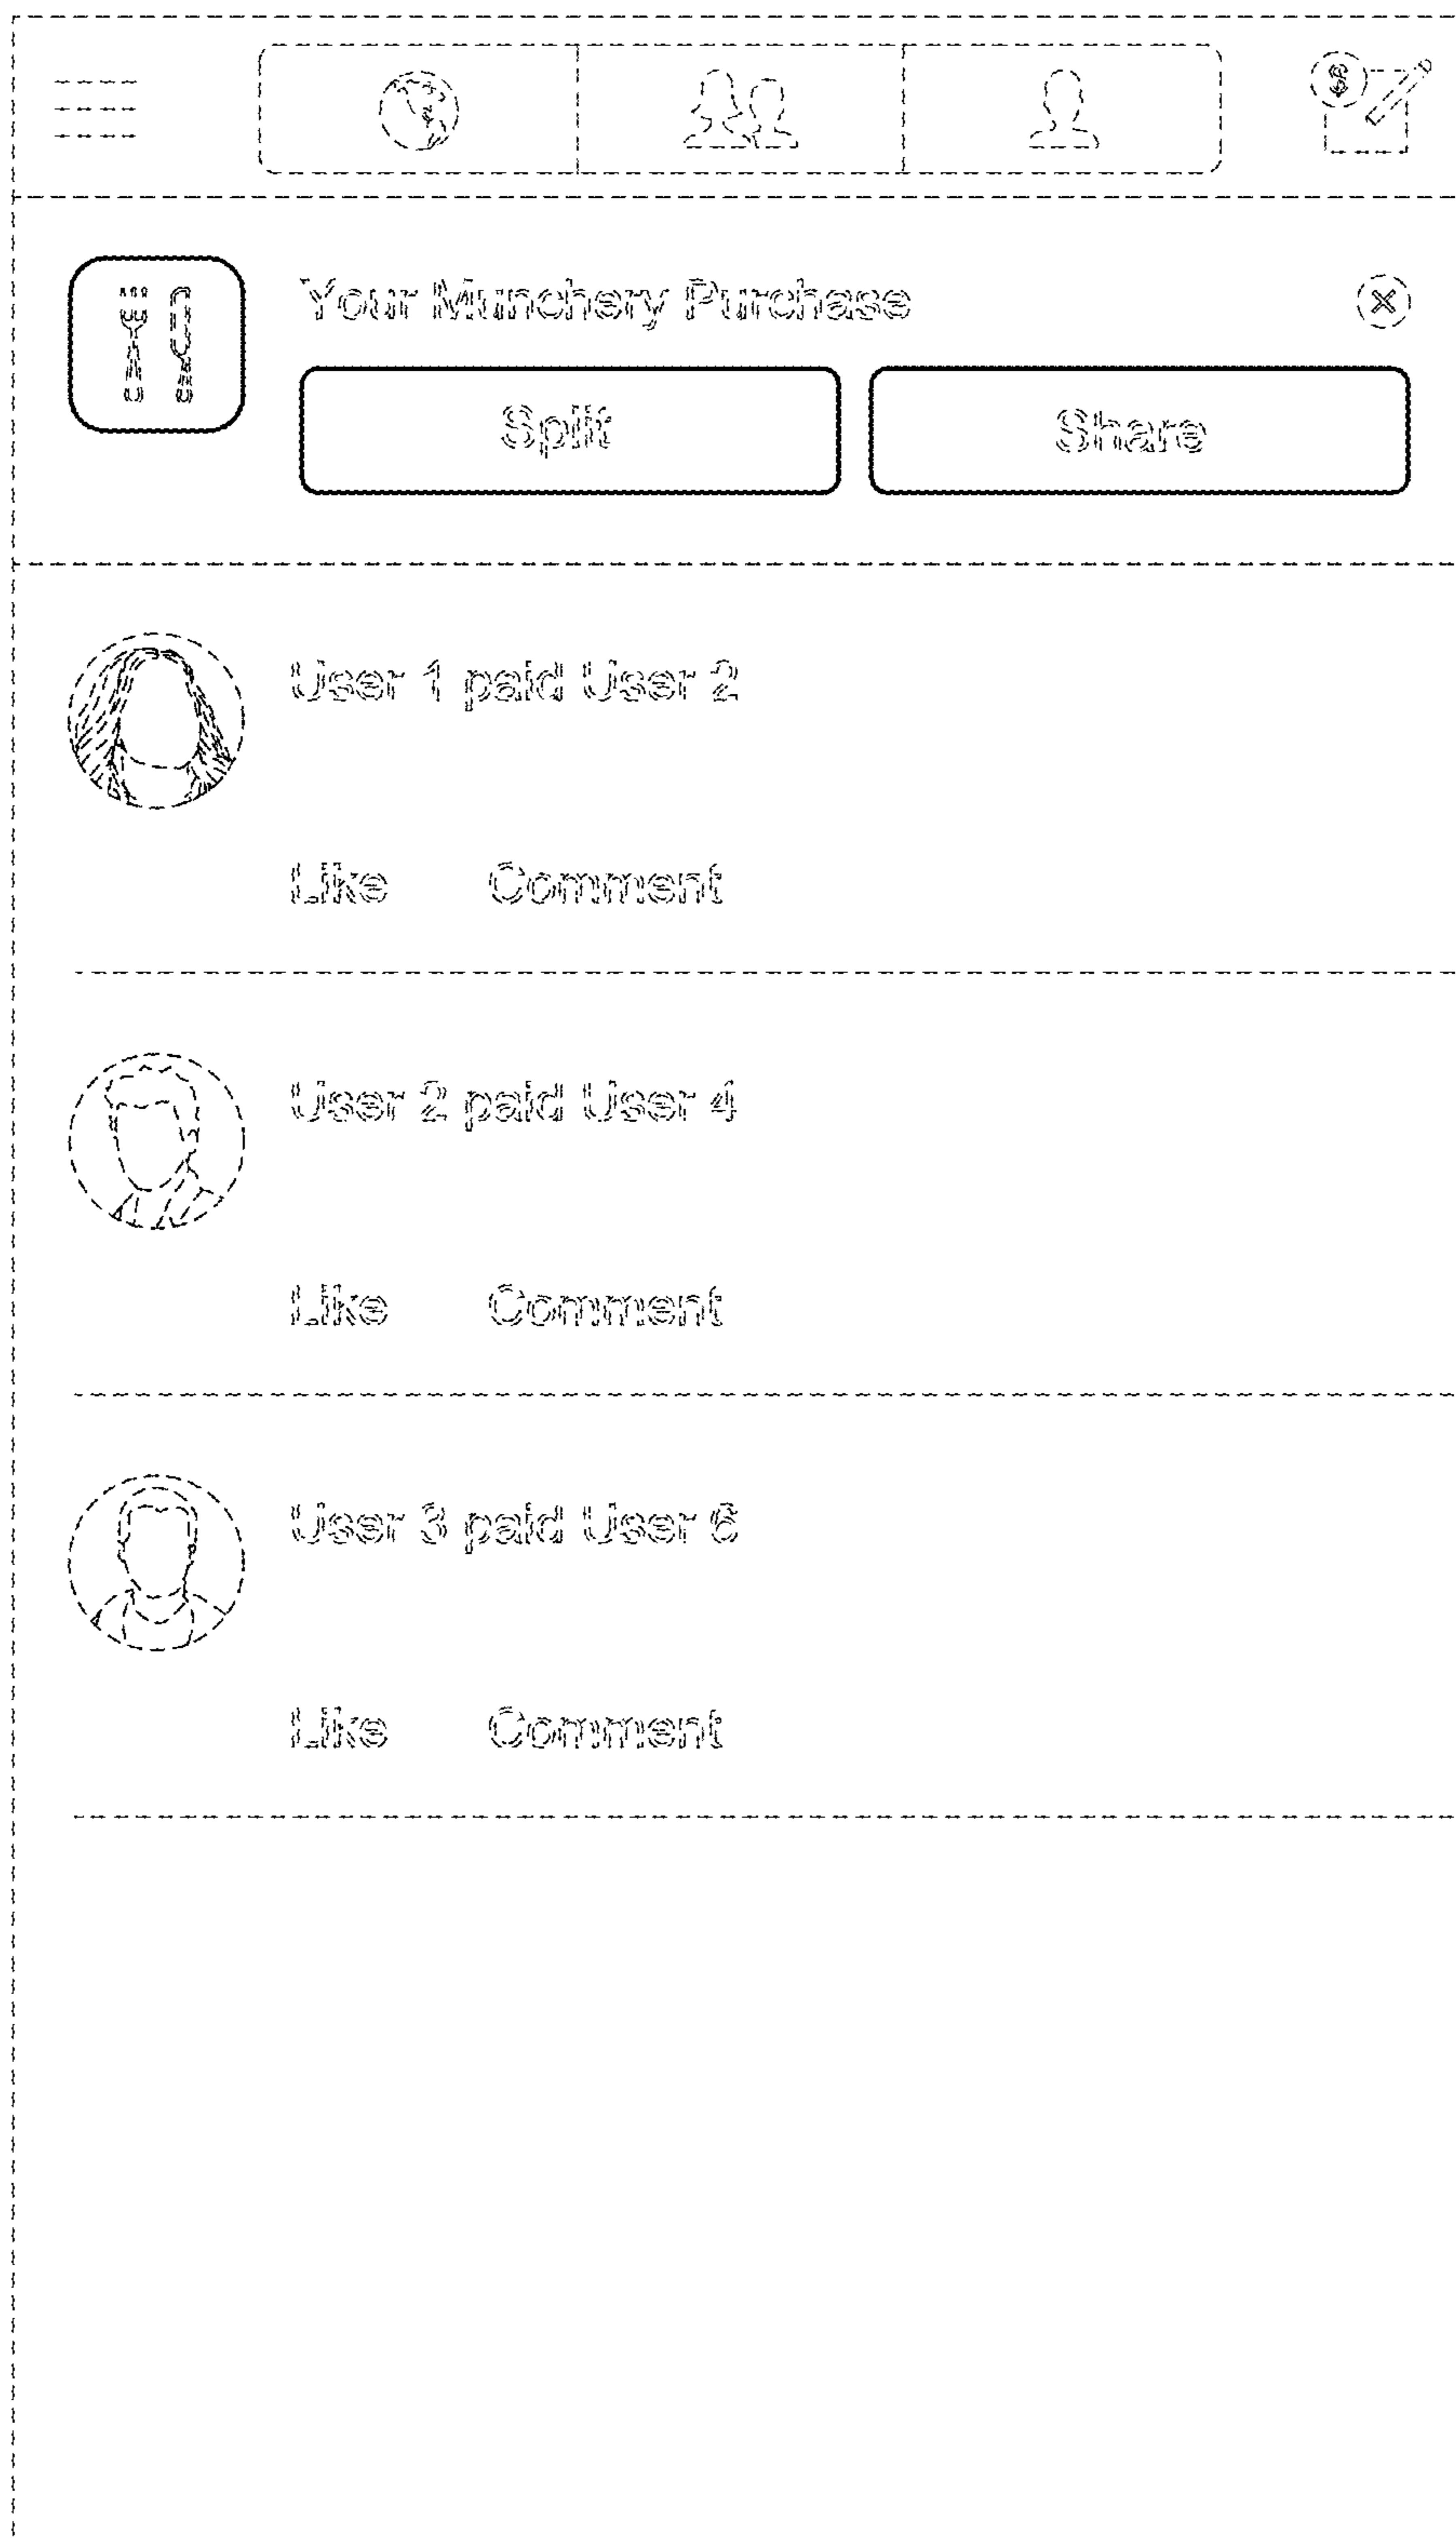 $
Your Munchery Purchase
Split Share
User 1 paid User 2
Like Comment
User 2 paid User 4
Like Comment
User 3 paid User 6
Like Comment